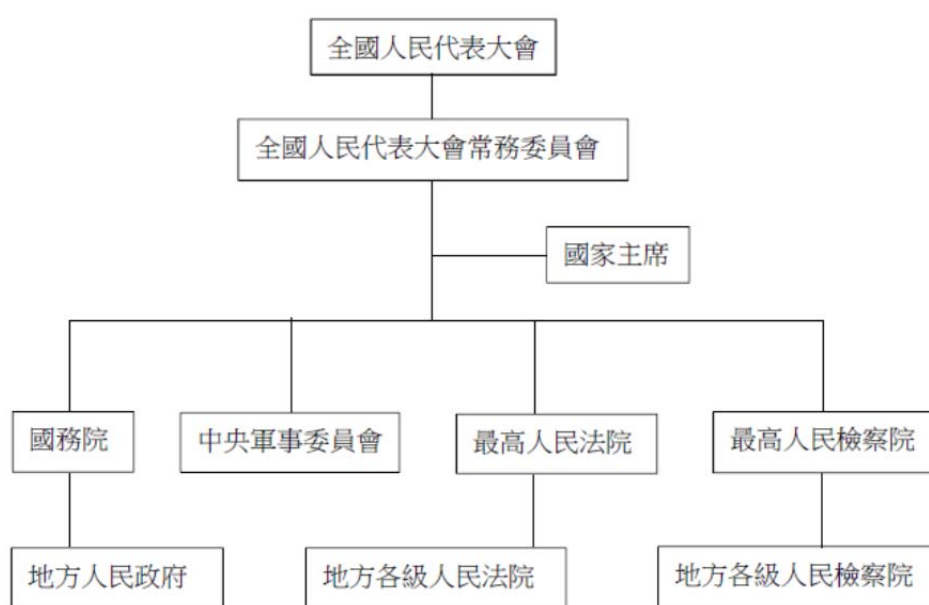 全國人民代表大會
全國人民代表大會常務委員會
國家主席
國務院
中央軍事委員會
最高人民法院
最高人民檢察院
地方人民政府
地方各級人民法院
地方各級人民檢察院